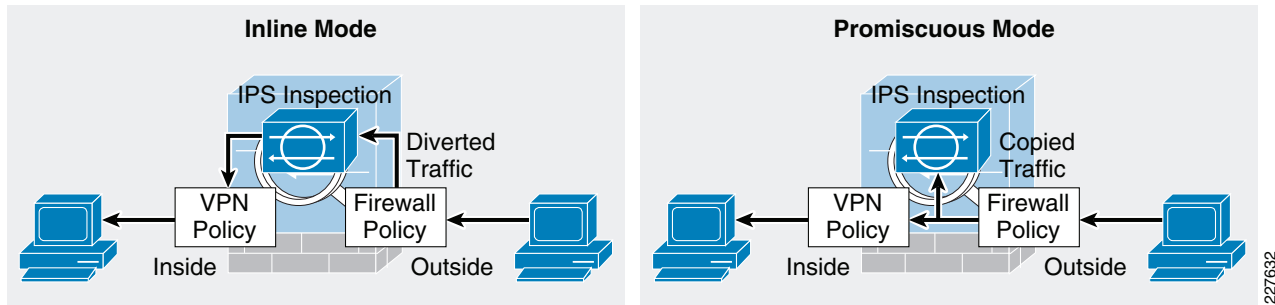 Inline Mode
IPS Inspection
Diverted
Traffic
VPN
Policy
Firewall
Policy
Inside
Outside
Promiscuous Mode
IPS Inspection
Copied
Traffic
VPN
Policy
Firewall
Policy
Inside
Outside
227632